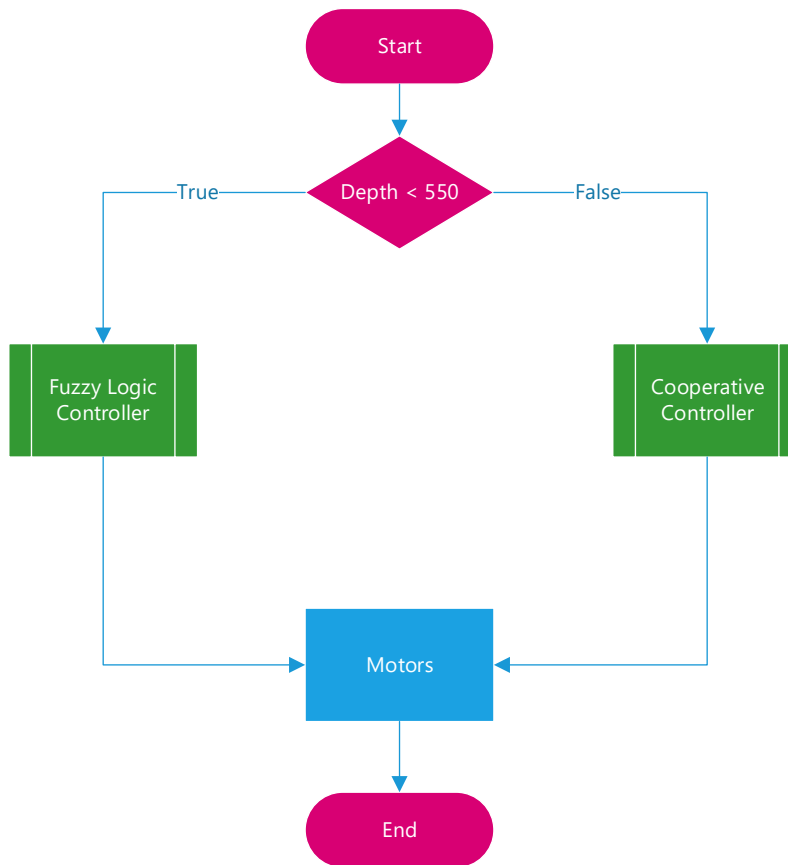 Start
Depth < 550
True
False
Fuzzy Logic
Controller
Cooperative
Controller
Motors
End